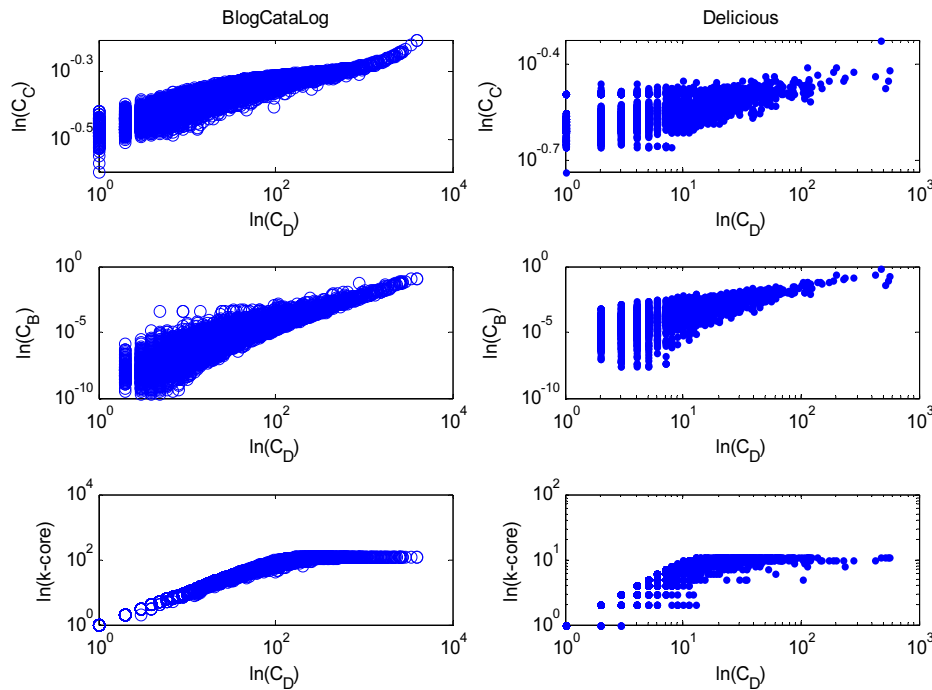 BlogCataLog
Delicious
ln(C_C)
10^-0.3
10^-0.5
10^0
10^2
10^4
ln(C_D)
ln(C_C)
10^-0.4
10^-0.7
10^0
10^1
10^2
10^3
ln(C_D)
ln(C_B)
10^0
10^-5
10^-10
10^0
10^2
10^4
ln(C_D)
ln(C_B)
10^0
10^-5
10^-10
10^0
10^1
10^2
10^3
ln(C_D)
ln(k-core)
10^4
10^2
10^0
10^0
10^2
10^4
ln(C_D)
ln(k-core)
10^2
10^1
10^0
10^0
10^1
10^2
10^3
ln(C_D)